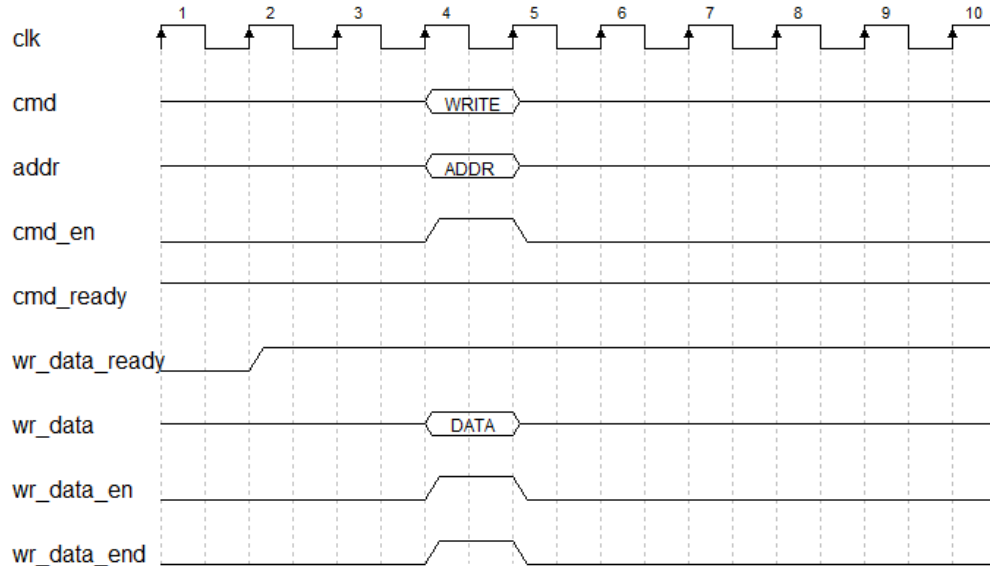 1 2 3 4 5 6 7 8 9 10
clk
cmd WRITE
addr ADDR
cmd_en
cmd_ready
wr_data_ready
wr_data DATA
wr_data_en
wr_data_end